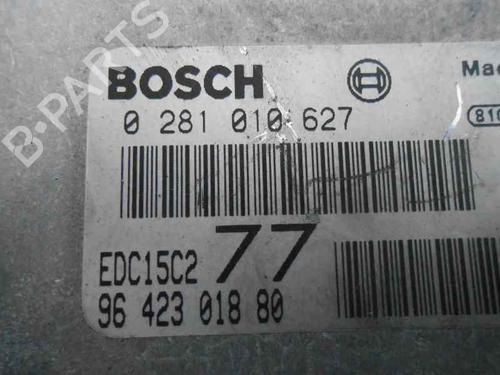 B-PARTS
BOSCH
Mad
0 281 010 627
810
EDC15C2 77
96 423 018 80